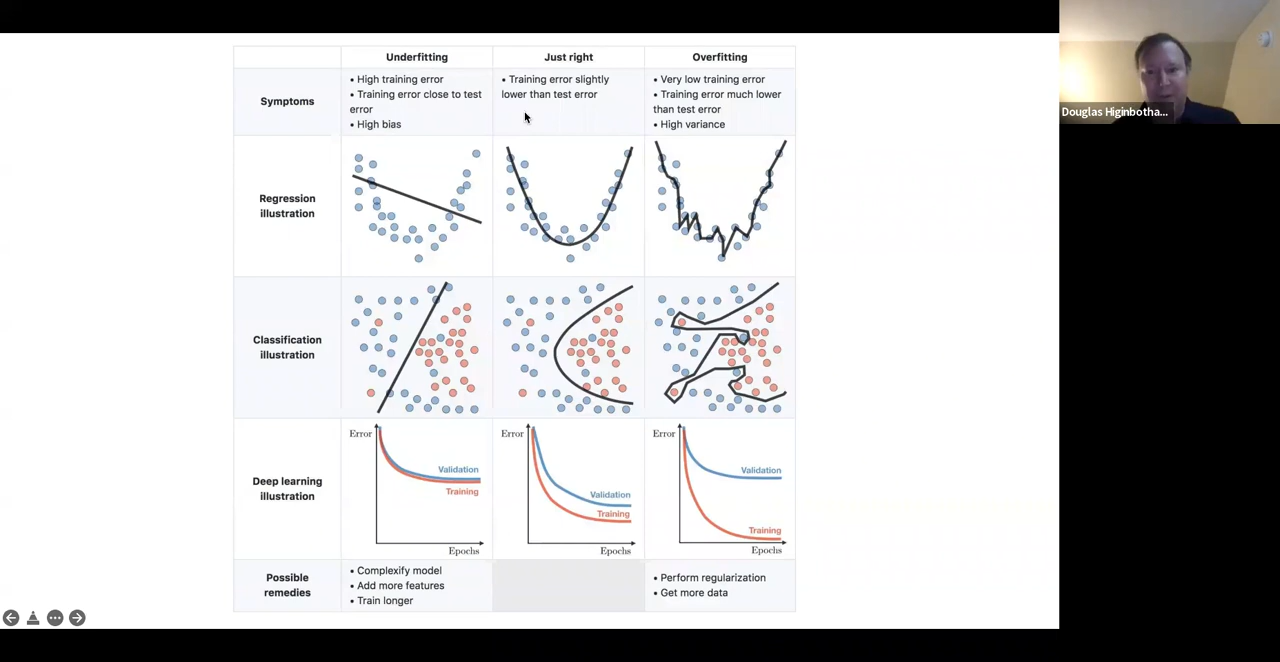 Underfitting
Just right
Overfitting
Symptoms
• High training error
• Training error close to test
error
• High bias
• Training error slightly
lower than test error
• Very low training error
• Training error much lower
than test error
• High variance
Regression
illustration
Classification
illustration
Deep learning
illustration
Error
Validation
Training
Epochs
Error
Validation
Training
Epochs
Error
Validation
Training
Epochs
Possible
remedies
• Complexify model
• Add more features
• Train longer
• Perform regularization
• Get more data
Douglas Higinbotha...